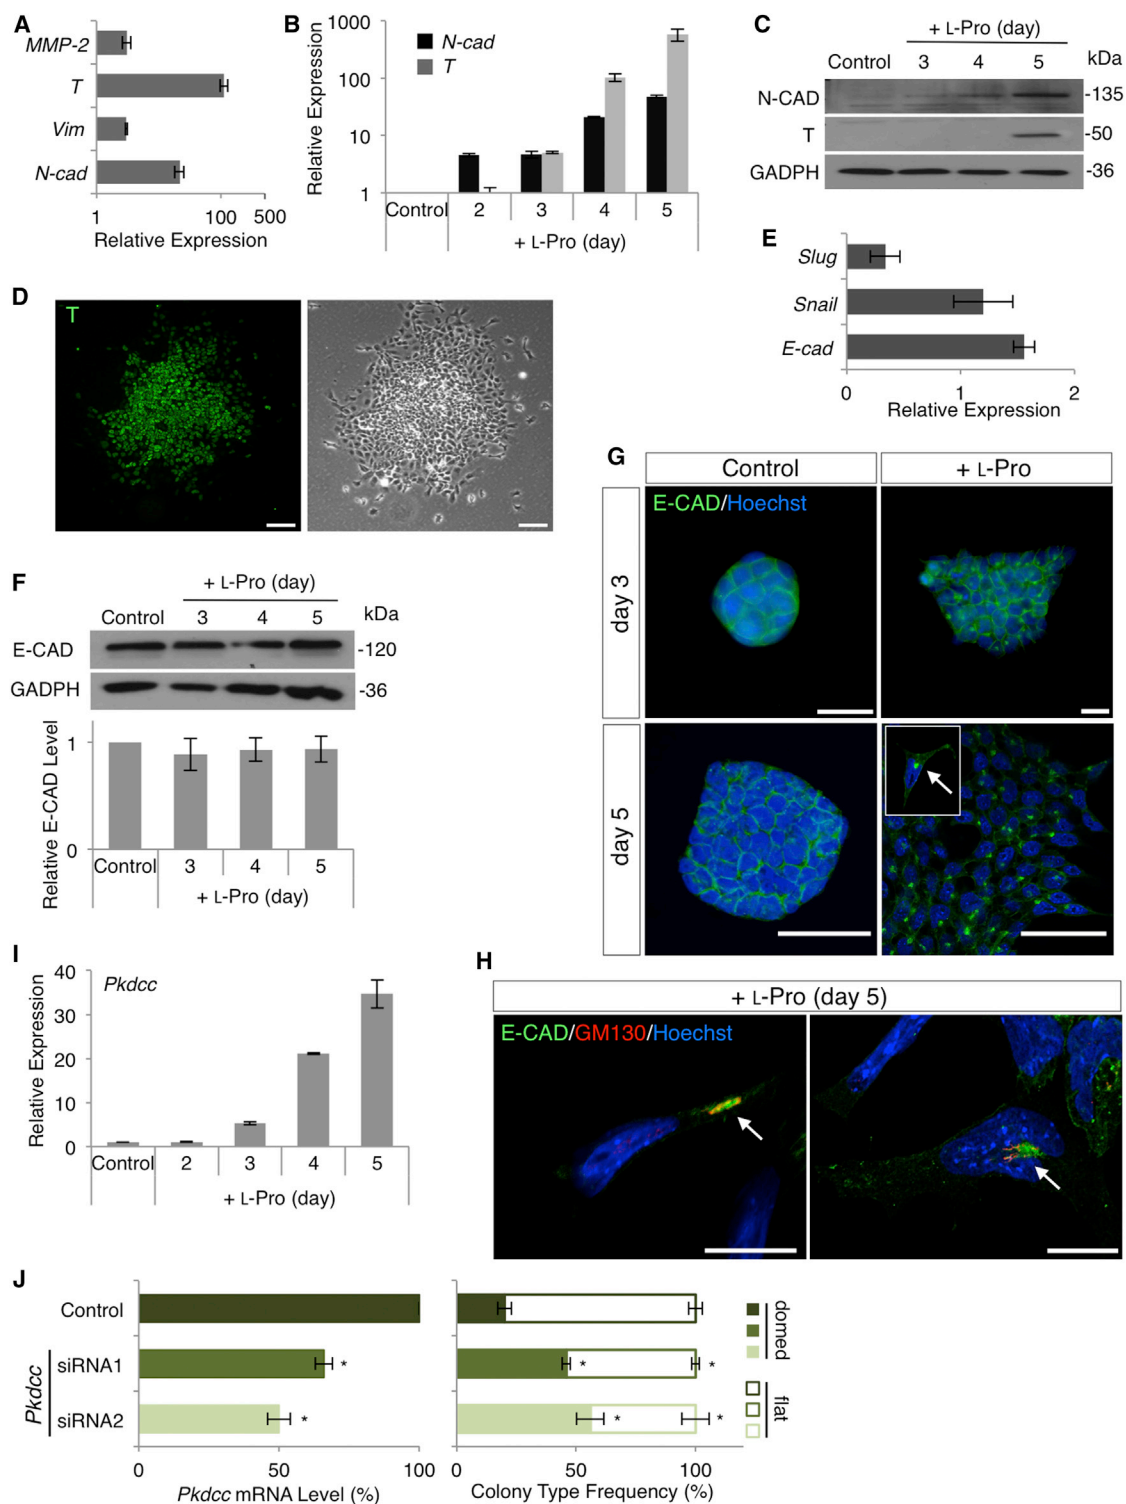 A
MMP-2
T
Vim
N-cad
1 100 500
Relative Expression
B
Relative Expression
1000
100
10
1
N-cad
T
Control 2 3 4 5
+ L-Pro (day)
C
+ L-Pro (day)
Control 3 4 5 kDa
N-CAD -135
T -50
GADPH -36
D
T
E
Slug
Snail
E-cad
0 1 2
Relative Expression
F
+ L-Pro (day)
Control 3 4 5 kDa
E-CAD -120
GADPH -36
Relative E-CAD Level
1
0
Control 3 4 5
+ L-Pro (day)
G
Control + L-Pro
day 3
E-CAD/Hoechst
day 5
H
+ L-Pro (day 5)
E-CAD/GM130/Hoechst
I
Pkdcc
Relative Expression
40
30
20
10
0
Control 2 3 4 5
+ L-Pro (day)
J
Control
Pkdcc
siRNA1 * * *
siRNA2 * * *
0 100
Pkdcc mRNA Level (%)
0 50 100
Colony Type Frequency (%)
domed
flat